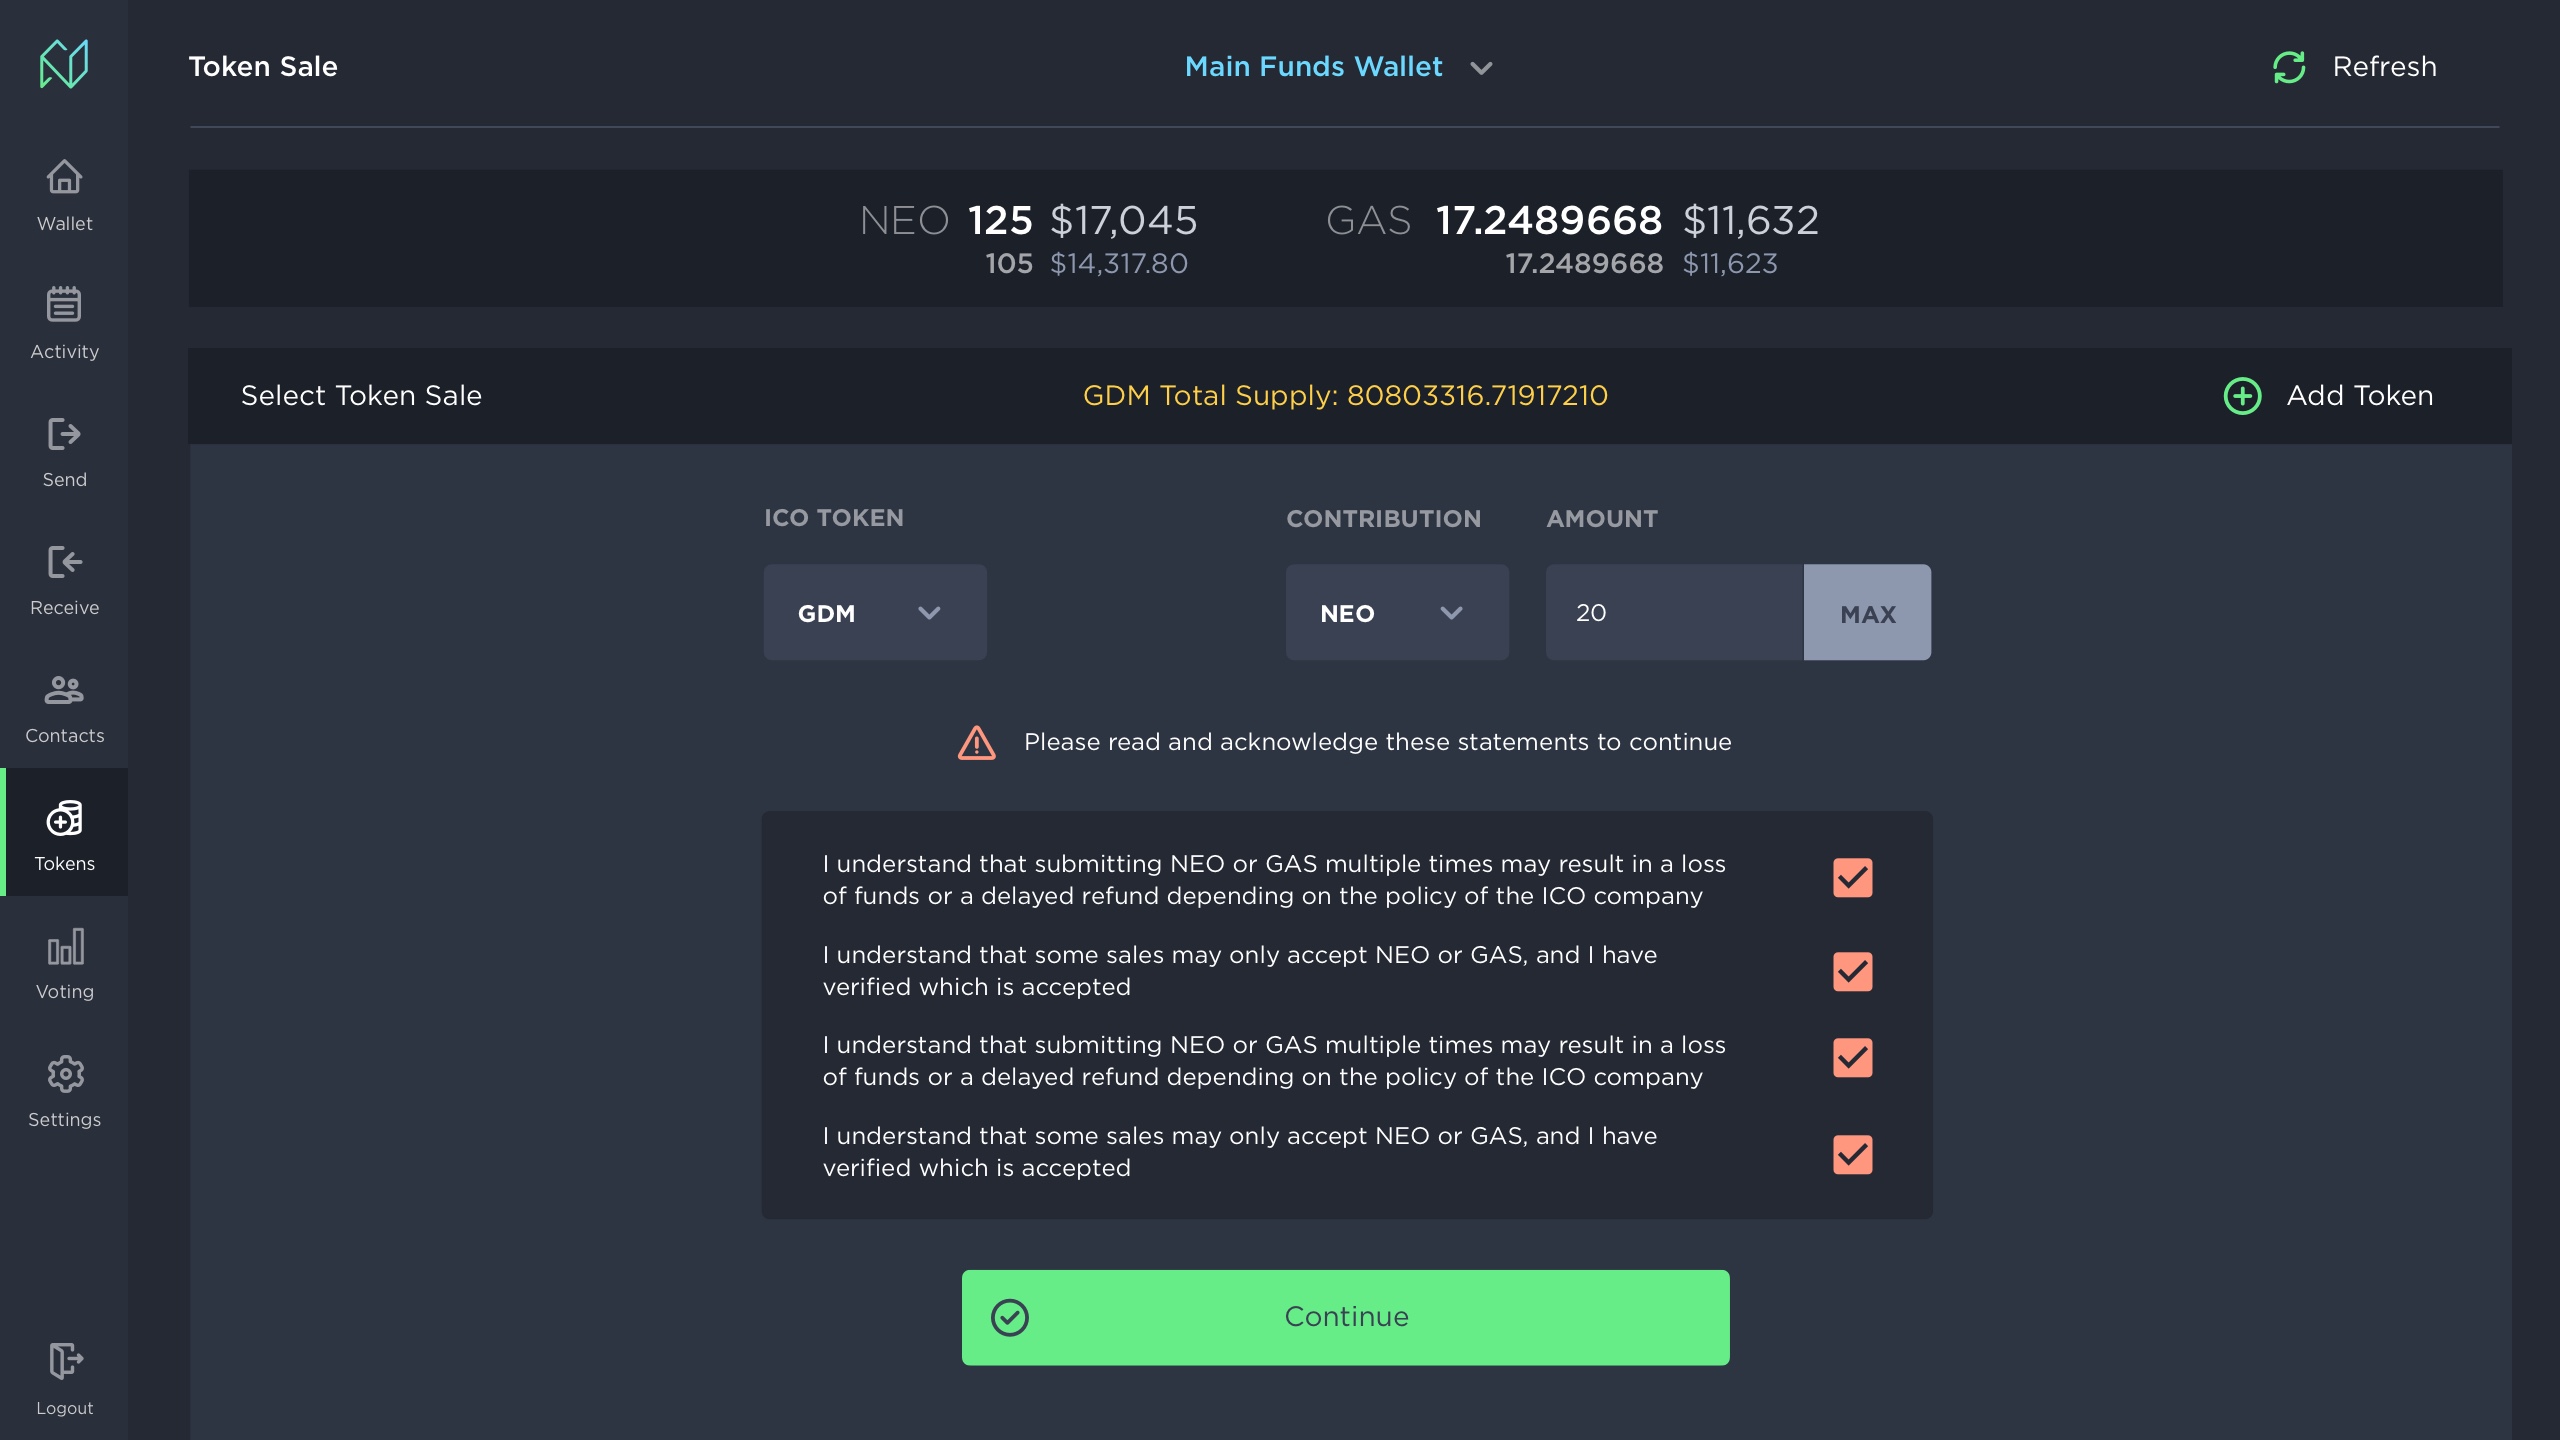 Token Sale
Main Funds Wallet
Refresh
Wallet
Activity
Send
Receive
Contacts
Tokens
Voting
Settings
Logout
NEO 125 $17,045
105 $14,317.80
GAS 17.2489668 $11,632
17.2489668 $11,623
Select Token Sale
GDM Total Supply: 80803316.71917210
Add Token
ICO TOKEN
CONTRIBUTION
AMOUNT
GDM
NEO
20
MAX
Please read and acknowledge these statements to continue
I understand that submitting NEO or GAS multiple times may result in a loss
of funds or a delayed refund depending on the policy of the ICO company
I understand that some sales may only accept NEO or GAS, and I have
verified which is accepted
I understand that submitting NEO or GAS multiple times may result in a loss
of funds or a delayed refund depending on the policy of the ICO company
I understand that some sales may only accept NEO or GAS, and I have
verified which is accepted
Continue